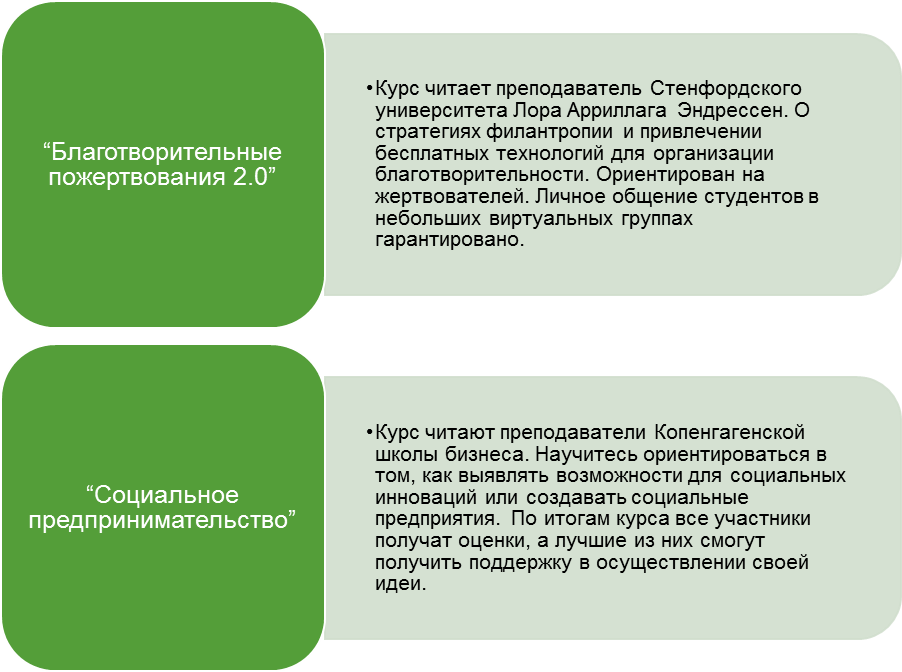 “Благотворительные
пожертвования 2.0”
•Курс читает преподаватель Стенфордского
университета Лора Арриллага Эндрессен. О
стратегиях филантропии и привлечении
бесплатных технологий для организации
благотворительности. Ориентирован на
жертвователей. Личное общение студентов в
небольших виртуальных группах
гарантировано.
“Социальное
предпринимательство”
•Курс читают преподаватели Копенгагенской
школы бизнеса. Научитесь ориентироваться в
том, как выявлять возможности для социальных
инноваций или создавать социальные
предприятия. По итогам курса все участники
получат оценки, а лучшие из них смогут
получить поддержку в осуществлении своей
идеи.